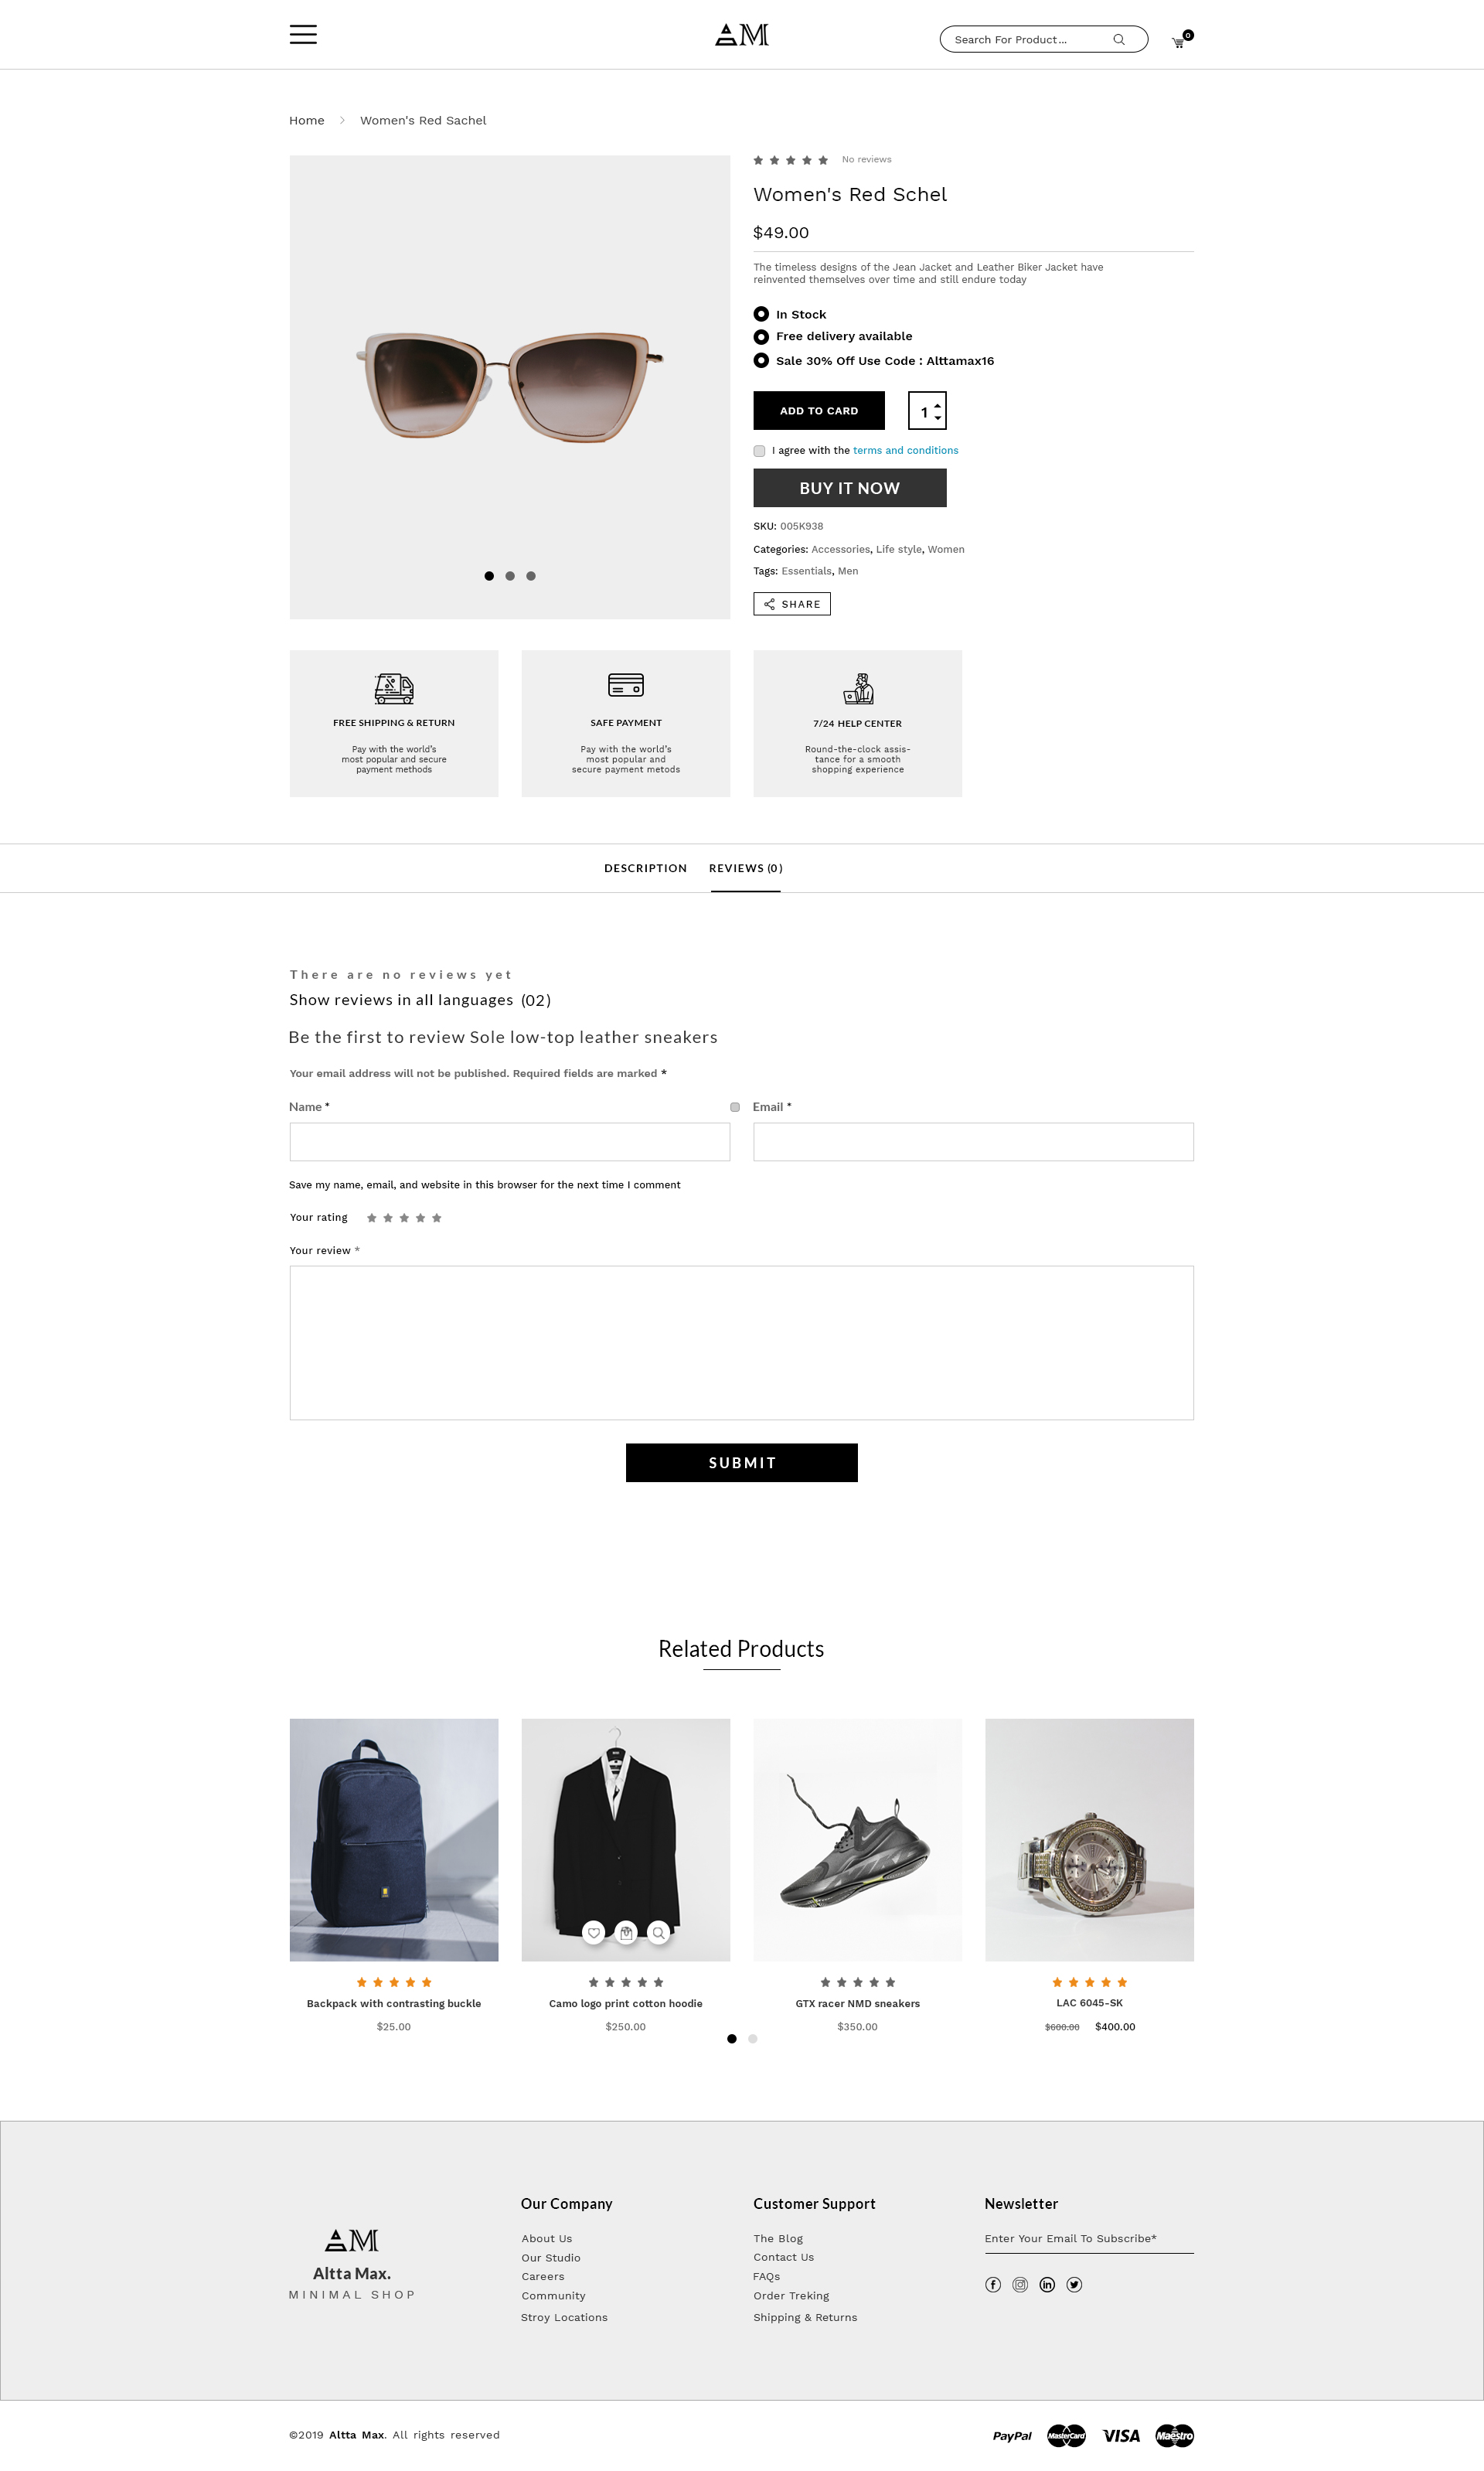 AM
Search For Product...
0
Home
Women's Red Sachel
No reviews
Women's Red Schel
$49.00
The timeless designs of the Jean Jacket and Leather Biker Jacket have
reinvented themselves over time and still endure today
In Stock
Free delivery available
Sale 30% Off Use Code : Alttamax16
ADD TO CARD
1
I agree with the terms and conditions
BUY IT NOW
SKU: 005K938
Categories: Accessories, Life style, Women
Tags: Essentials, Men
SHARE
FREE SHIPPING & RETURN
Pay with the world's
most popular and secure
payment methods
SAFE PAYMENT
Pay with the world's
most popular and
secure payment metods
7/24 HELP CENTER
Round-the-clock assis-
tance for a smooth
shopping experience
DESCRIPTION
REVIEWS (0)
There are no reviews yet
Show reviews in all languages (02)
Be the first to review Sole low-top leather sneakers
Your email address will not be published. Required fields are marked *
Name *
Email *
Save my name, email, and website in this browser for the next time I comment
Your rating
Your review *
SUBMIT
Related Products
Backpack with contrasting buckle
$25.00
Camo logo print cotton hoodie
$250.00
GTX racer NMD sneakers
$350.00
LAC 6045-SK
$600.00 $400.00
AM
Altta Max.
MINIMAL SHOP
Our Company
About Us
Our Studio
Careers
Community
Stroy Locations
Customer Support
The Blog
Contact Us
FAQs
Order Treking
Shipping & Returns
Newsletter
Enter Your Email To Subscribe*
©2019 Altta Max. All rights reserved
PayPal
MasterCard
VISA
Maestro